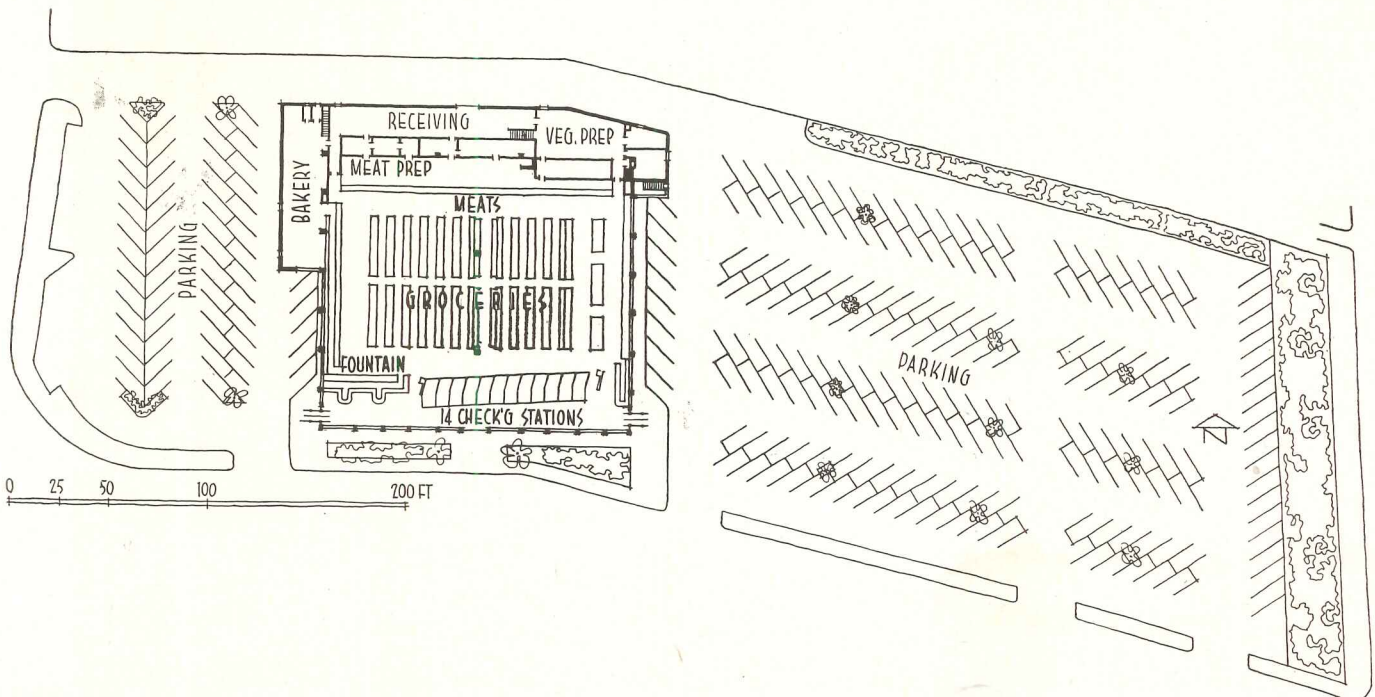 RECEIVING
VEG. PREP
MEAT PREP
BAKERY
MEATS
PARKING
GROCERIES
FOUNTAIN
PARKING
14 CHECK'G STATIONS
N
0 25 50 100 200 FT